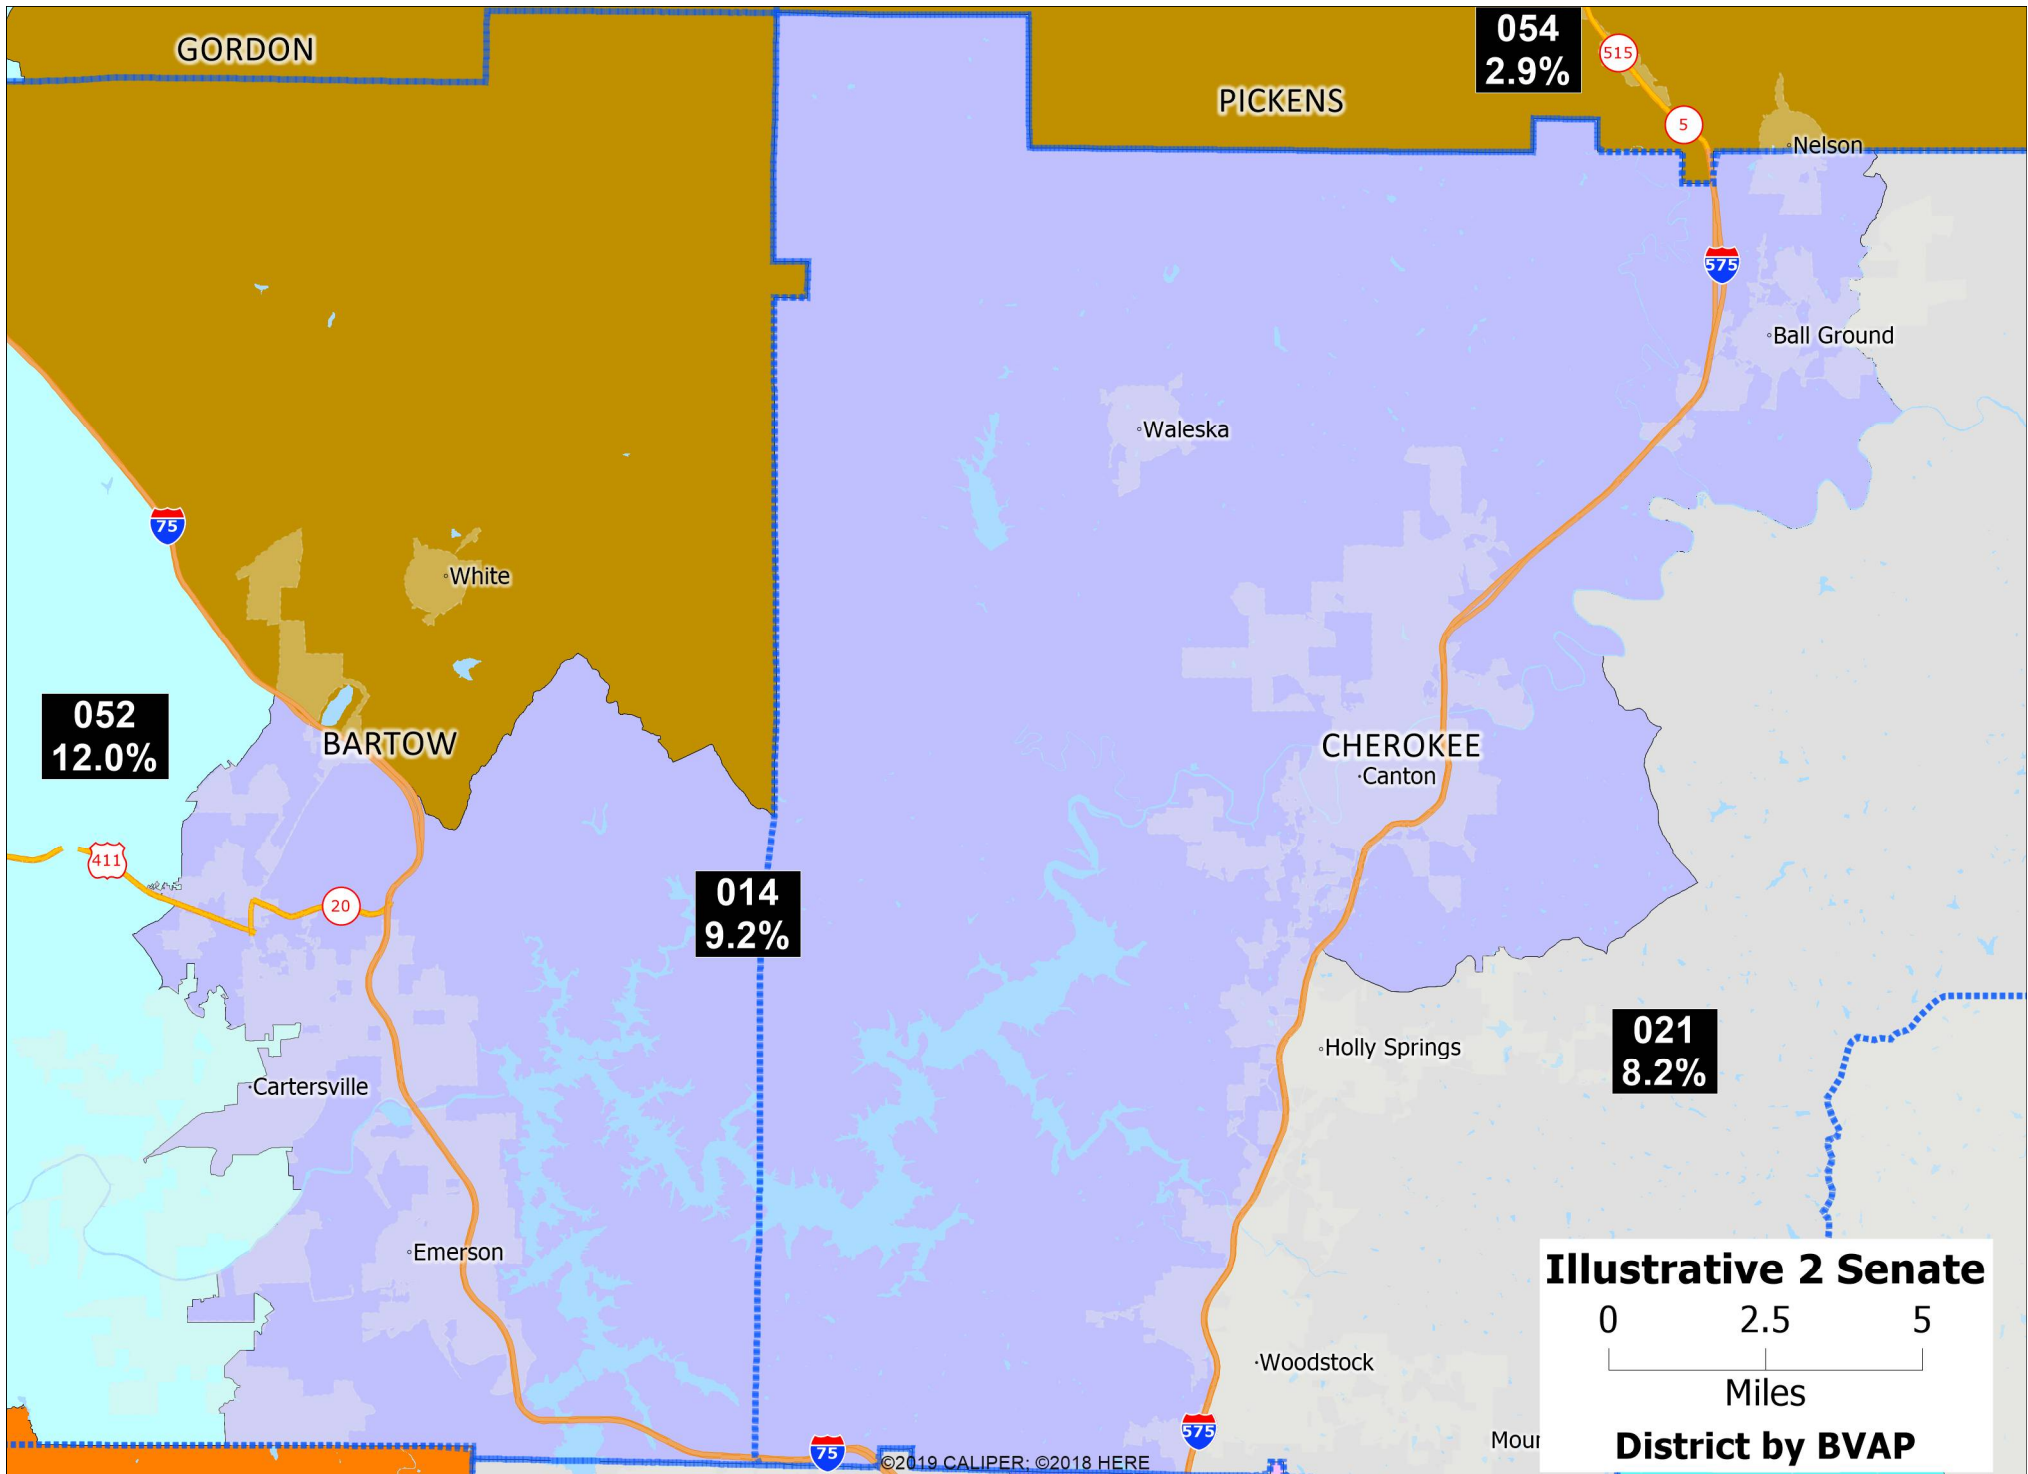 GORDON
054
2.9%
515
PICKENS
5
Nelson
575
Ball Ground
Waleska
75
White
052
12.0%
BARTOW
CHEROKEE
Canton
411
20
014
9.2%
021
8.2%
Holly Springs
Cartersville
Emerson
Woodstock
Illustrative 2 Senate
0 2.5 5
Miles
District by BVAP
575
75
Mour
©2019 CALIPER; ©2018 HERE